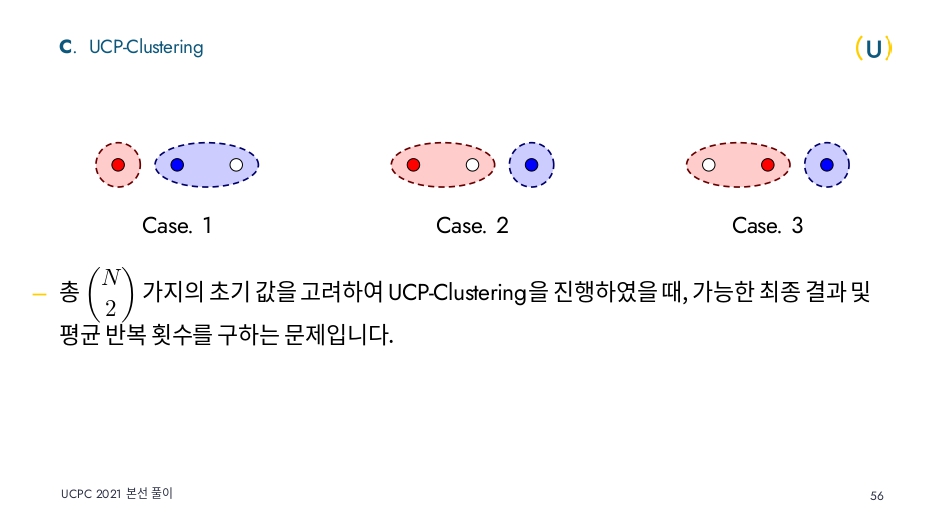 C. UCP-Clustering
(U)
Case. 1
Case. 2
Case. 3
– 총 (N 2) 가지의 초기 값을 고려하여 UCP-Clustering을 진행하였을 때, 가능한 최종 결과 및
평균 반복 횟수를 구하는 문제입니다.
UCPC 2021 본선 풀이
56